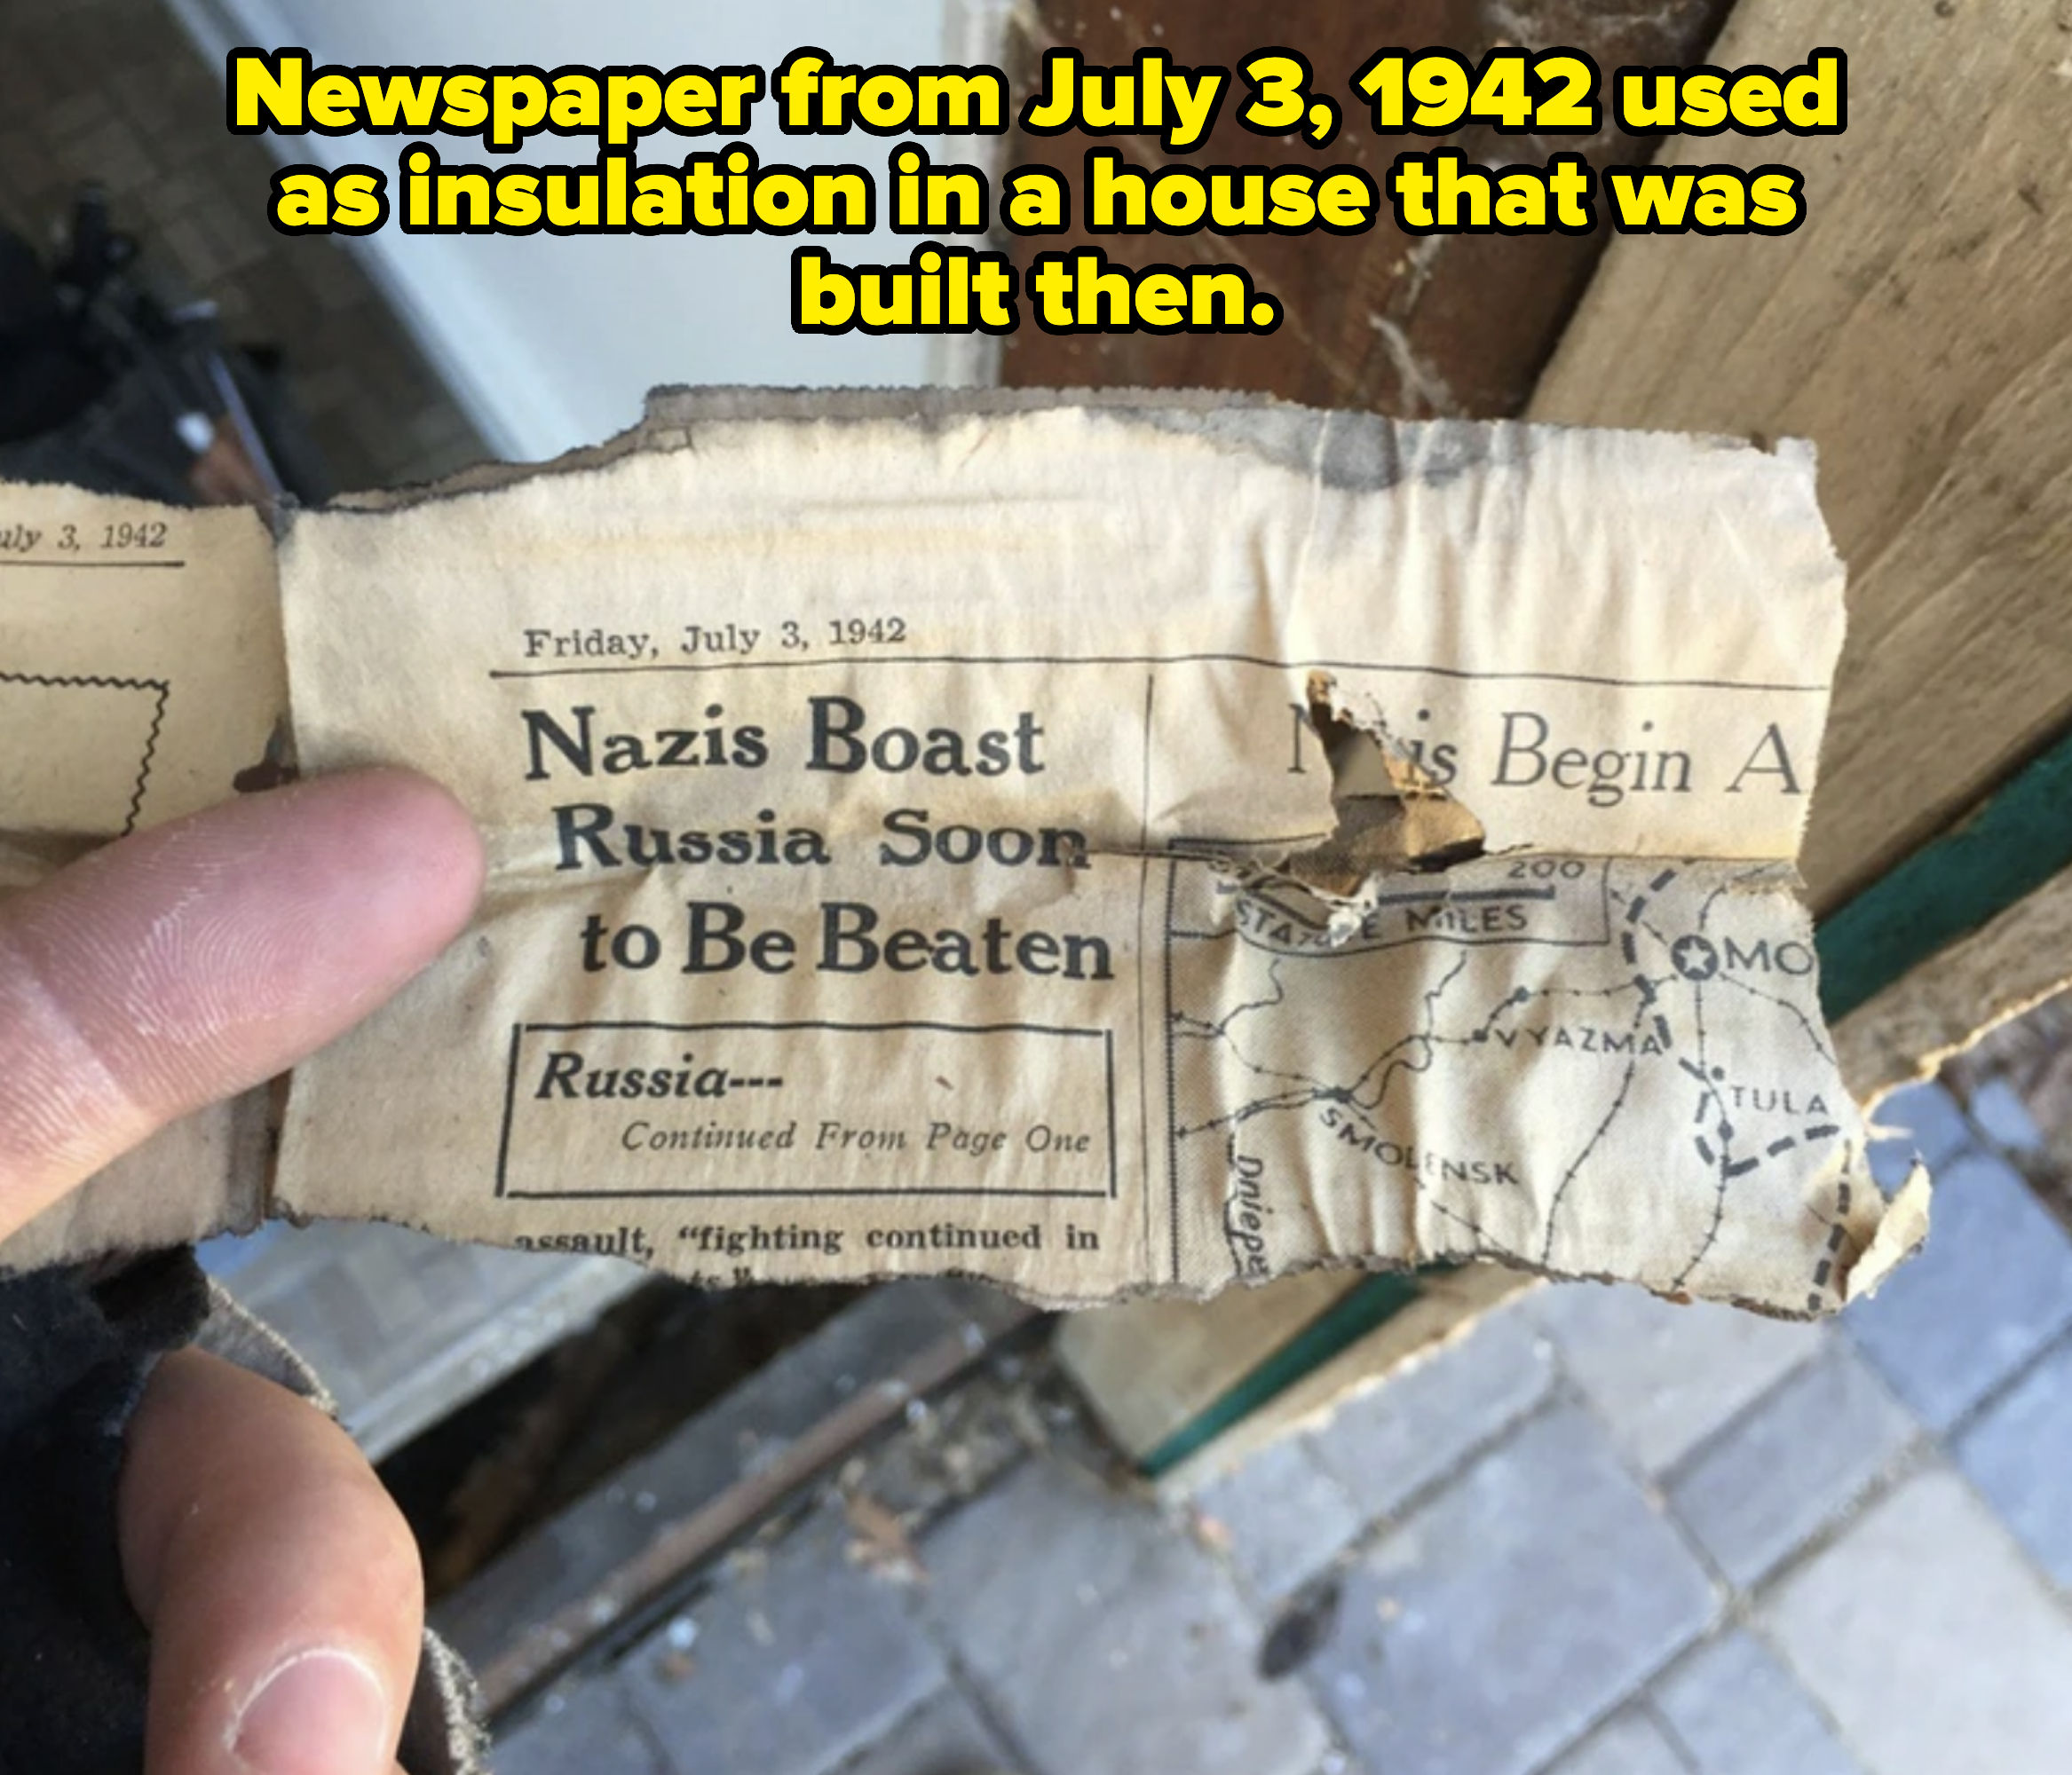 Newspaper from July 3, 1942 used
as insulation in a house that was
built then.
3, 1942
Friday, July 3, 1942
Nazis Boast
Russia Soon
to Be Beaten
Russia---
Continued From Page One
assault, “fighting continued in
is Begin A
200
MILES
MO
VYAZMA
TULA
SMOLENSK
Dnieper